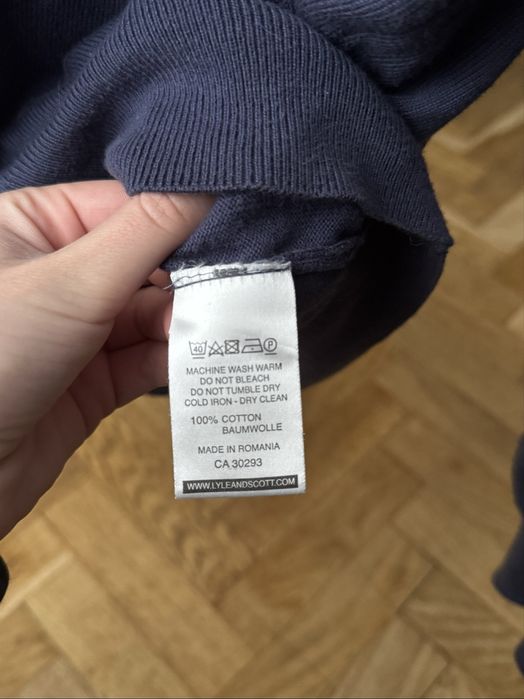 40 P
MACHINE WASH WARM
DO NOT BLEACH
DO NOT TUMBLE DRY
COLD IRON - DRY CLEAN
100% COTTON
BAUMWOLLE
MADE IN ROMANIA
CA 30293
WWW.LYLEANDSCOTT.COM